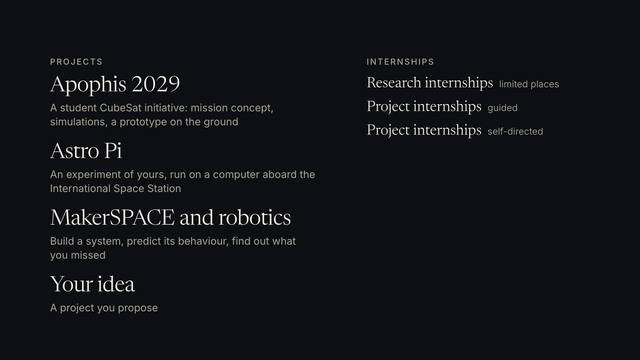 PROJECTS
Apophis 2029
A student CubeSat initiative: mission concept,
simulations, a prototype on the ground
Astro Pi
An experiment of yours, run on a computer aboard the
International Space Station
MakerSPACE and robotics
Build a system, predict its behaviour, find out what
you missed
Your idea
A project you propose
INTERNSHIPS
Research internships limited places
Project internships guided
Project internships self-directed